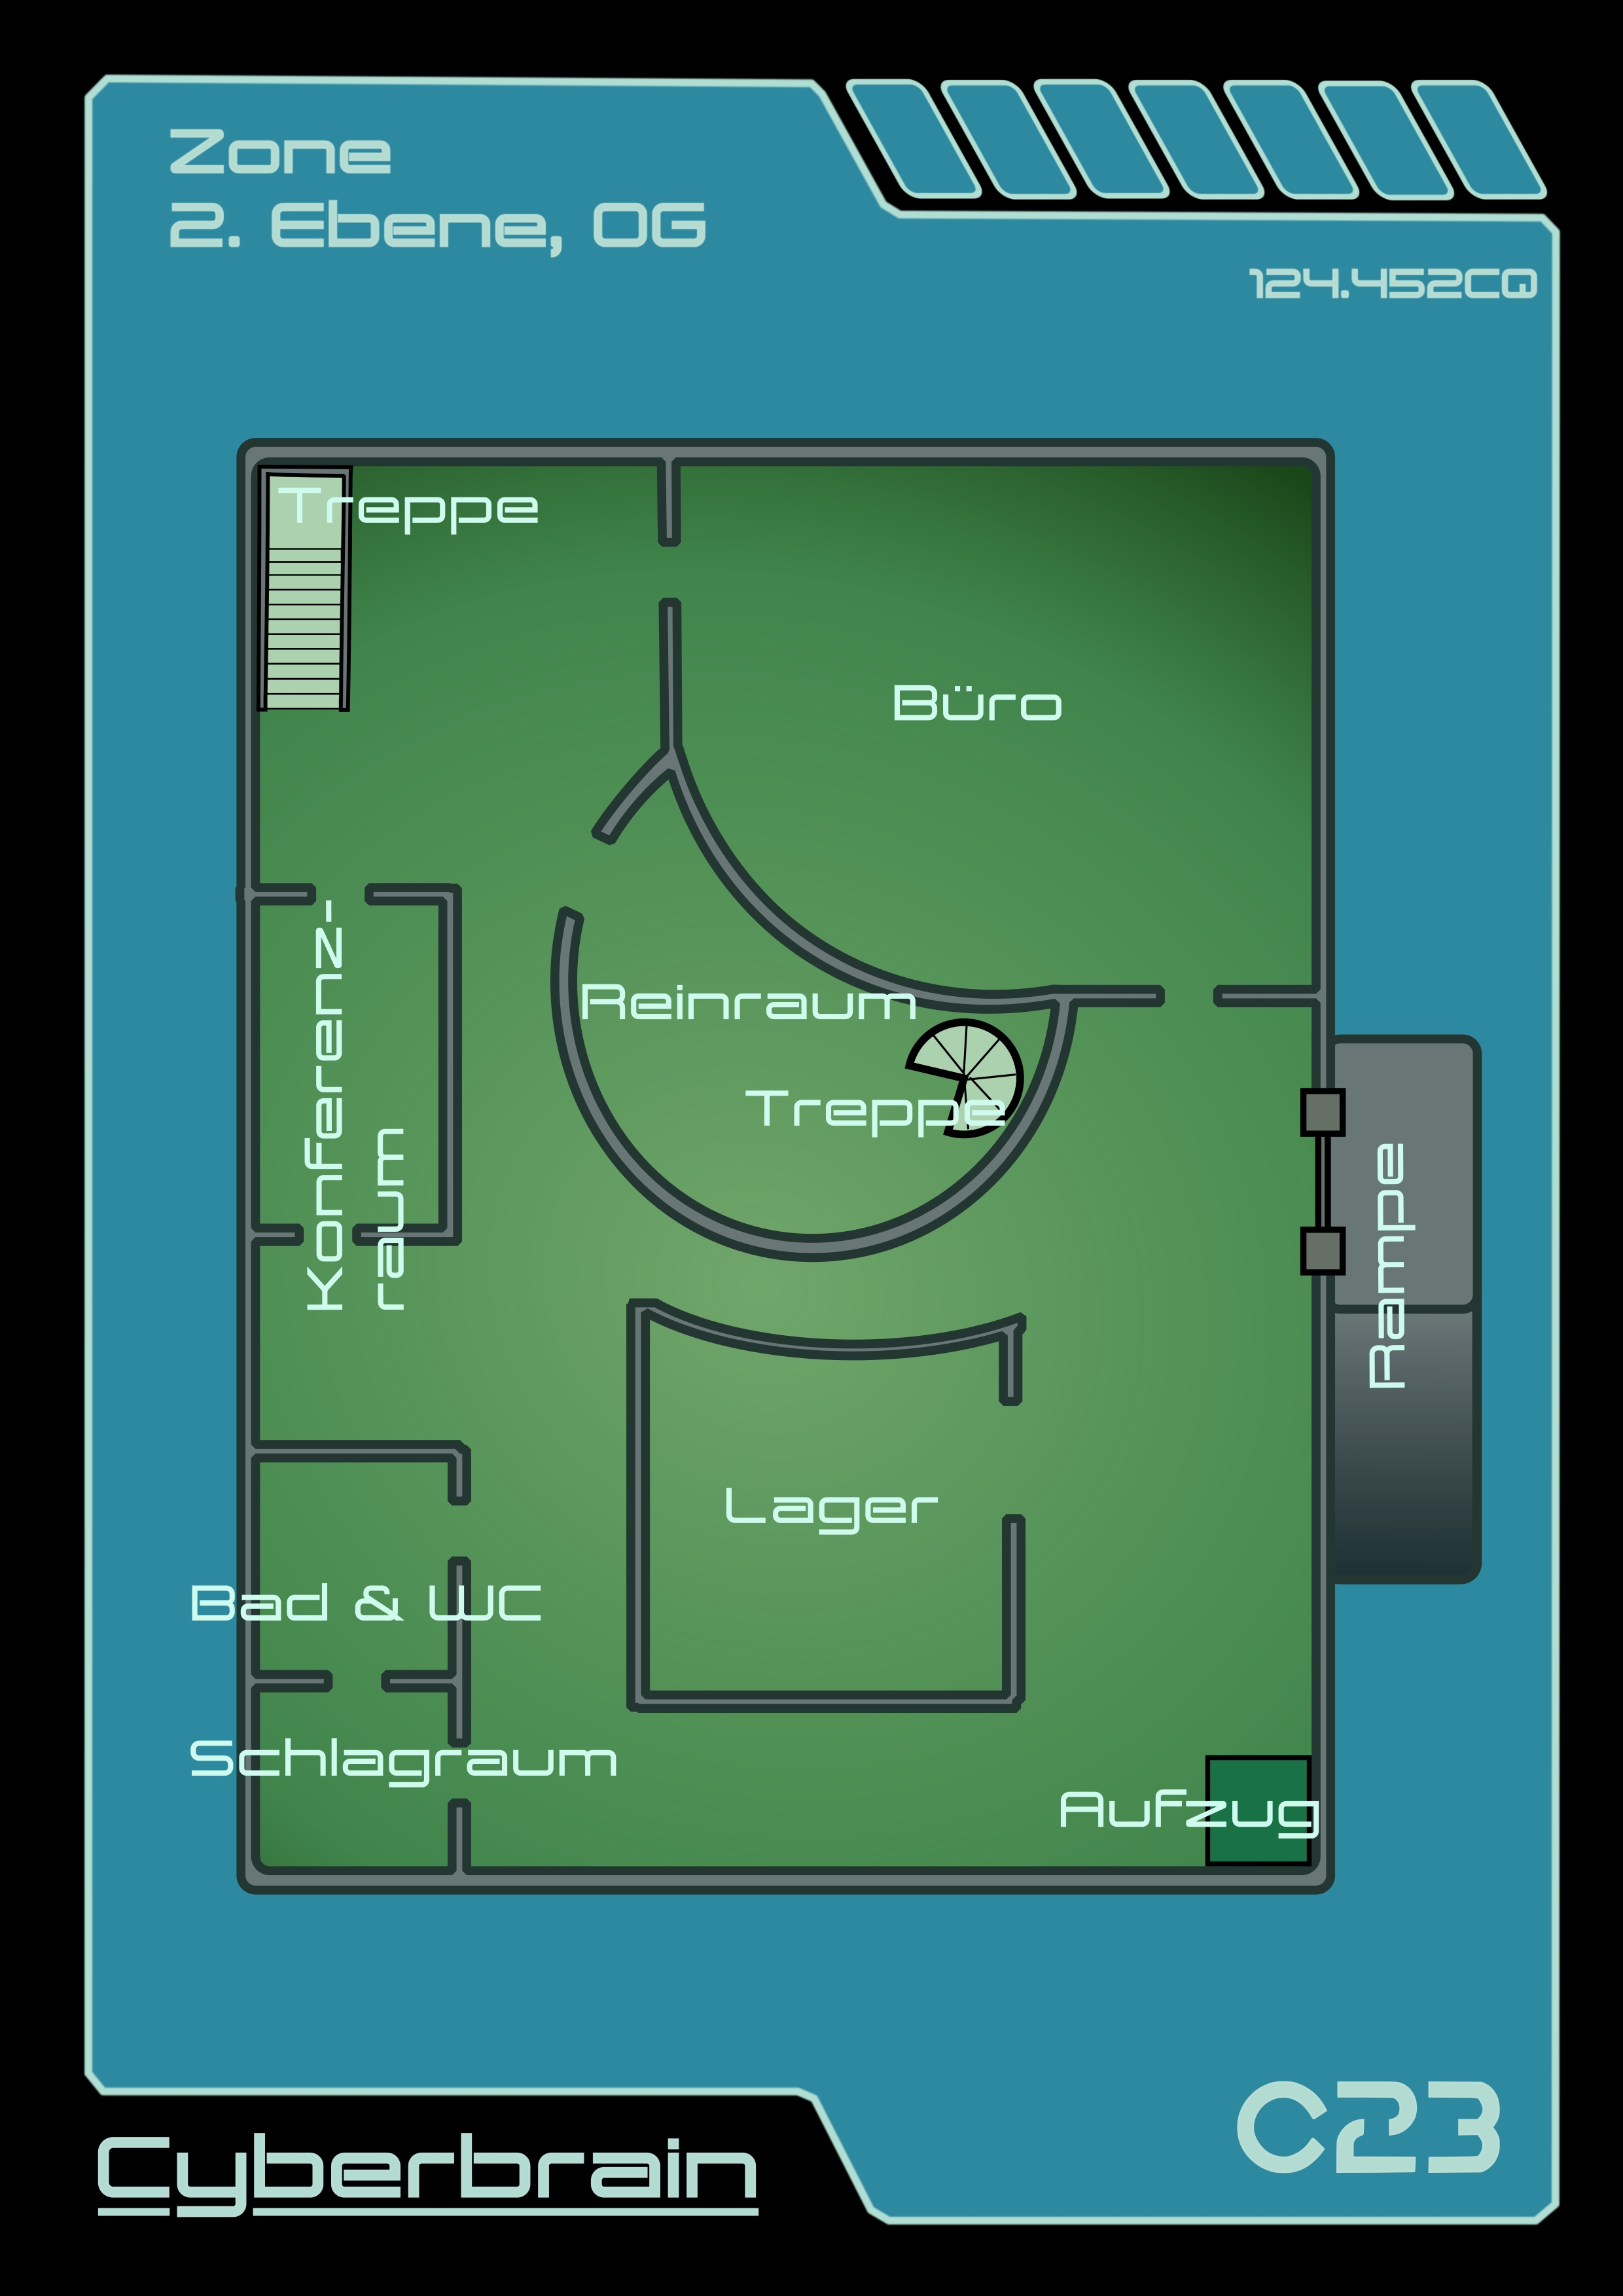 Zone
2. Ebene, OG
124.452CQ
Treppe
Büro
Konferenz-
raum
Reinraum
Treppe
Rampe
Lager
Bad & WC
Schlagraum
Aufzug
C23
Cyberbrain